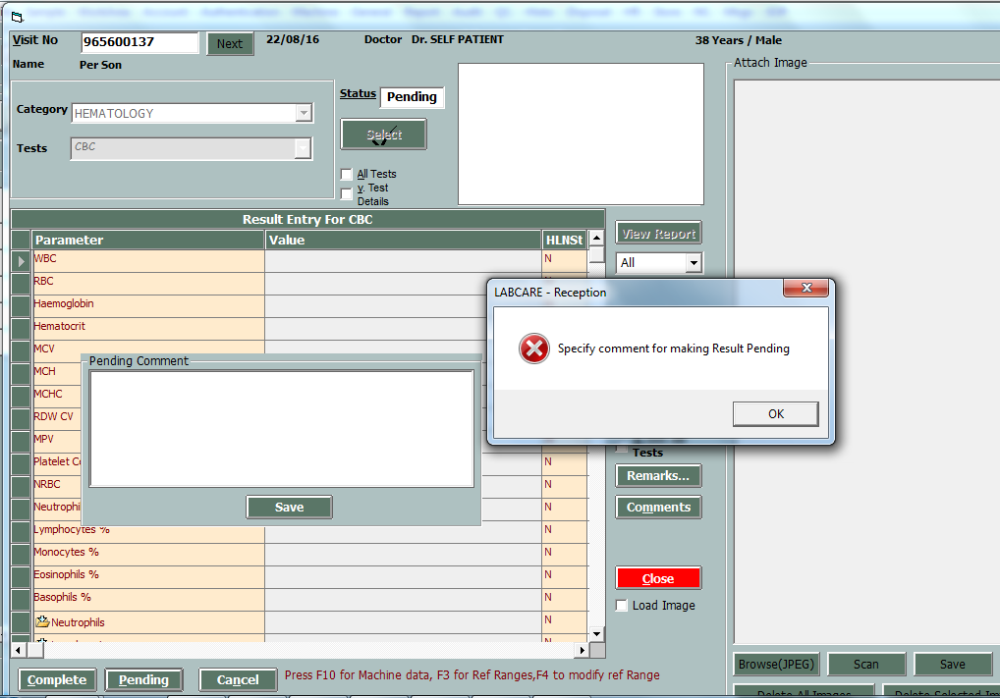 Visit No 965600137 Next 22/08/16 Doctor Dr. SELF PATIENT 38 Years / Male
Name Per Son
Attach Image
Status Pending
Category HEMATOLOGY
Select
Tests CBC
All Tests
v. Test
Details
Result Entry For CBC
View Report
Parameter Value HLNSt
All
WBC N
RBC
Haemoglobin
Hematocrit
MCV
MCH
MCHC
RDW CV
MPV
Platelet
NRBC N
Neutrophi N
Lymphocytes % N
Monocytes % N
Eosinophils % N
Basophils % N
Neutrophils N
Pending Comment
Save
LABCARE - Reception
Specify comment for making Result Pending
OK
Tests
Remarks...
Comments
Close
Load Image
Complete Pending Cancel Press F10 for Machine data, F3 for Ref Ranges,F4 to modify ref Range
Browse(JPEG) Scan Save
Delete All Images Delete Selected Im